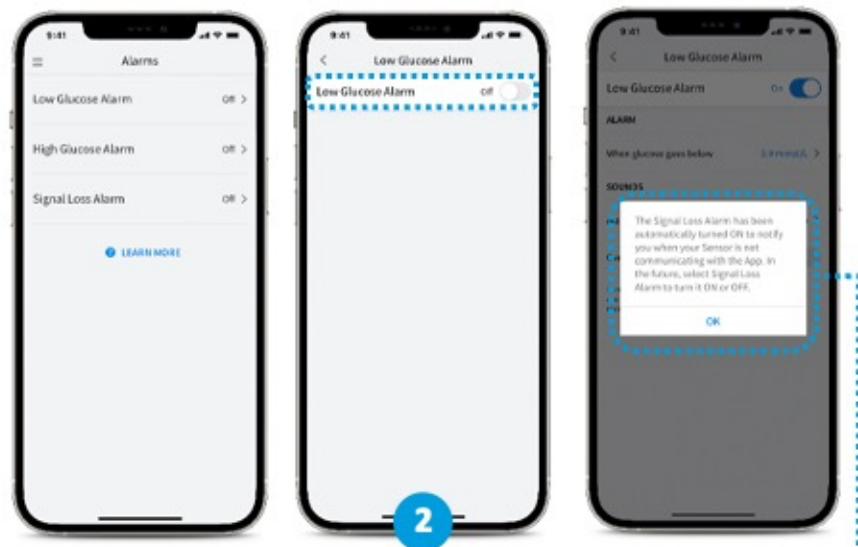 9:41
Alarms
Low Glucose Alarm Off >
High Glucose Alarm Off >
Signal Loss Alarm Off >
? LEARN MORE
9:41
< Low Glucose Alarm
Low Glucose Alarm Off
2
9:41
< Low Glucose Alarm
Low Glucose Alarm On
ALARM
When glucose goes below 3.9 mmol/L >
SOUNDS
The Signal Loss Alarm has been
automatically turned ON to notify
you when your Sensor is not
communicating with the App. In
the future, select Signal Loss
Alarm to turn it ON or OFF.
OK